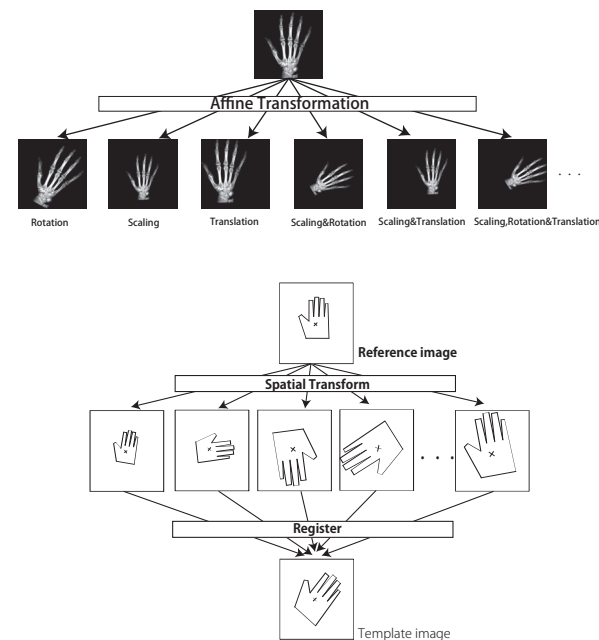 Affine Transformation
Rotation
Scaling
Translation
Scaling&Rotation
Scaling&Translation
Scaling,Rotation&Translation
. . .
Reference image
Spatial Transform
. . .
Register
Template image